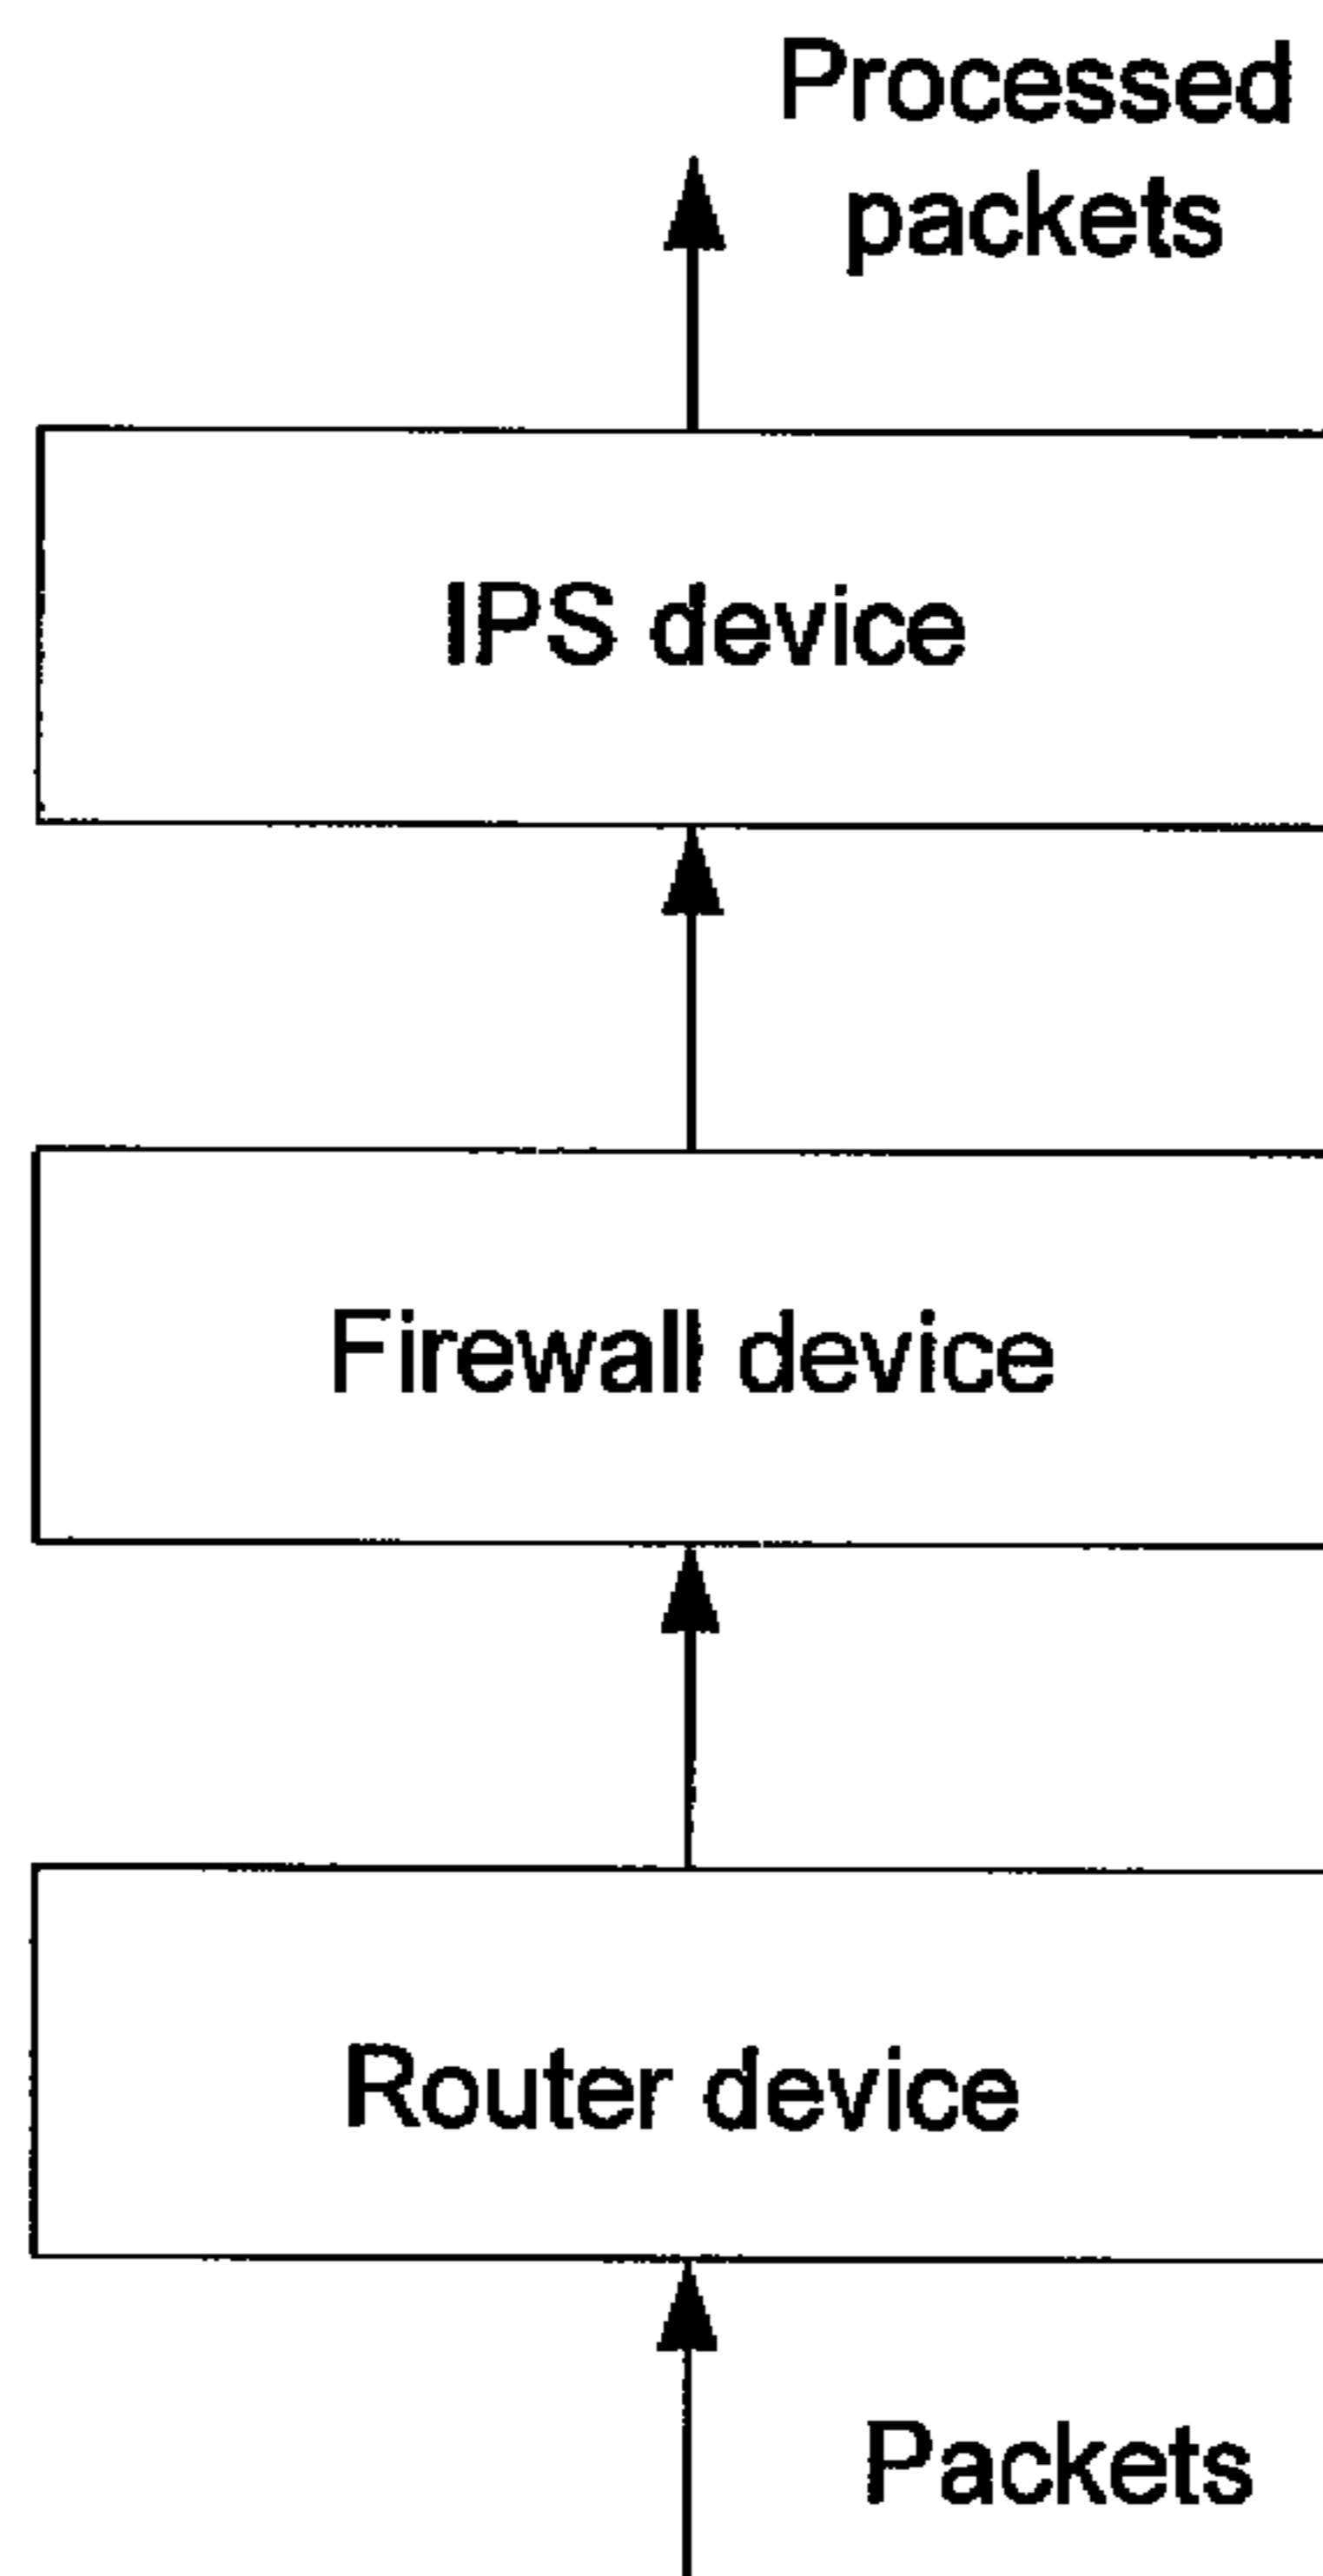 Processed
packets
IPS device
Firewall device
Router device
Packets